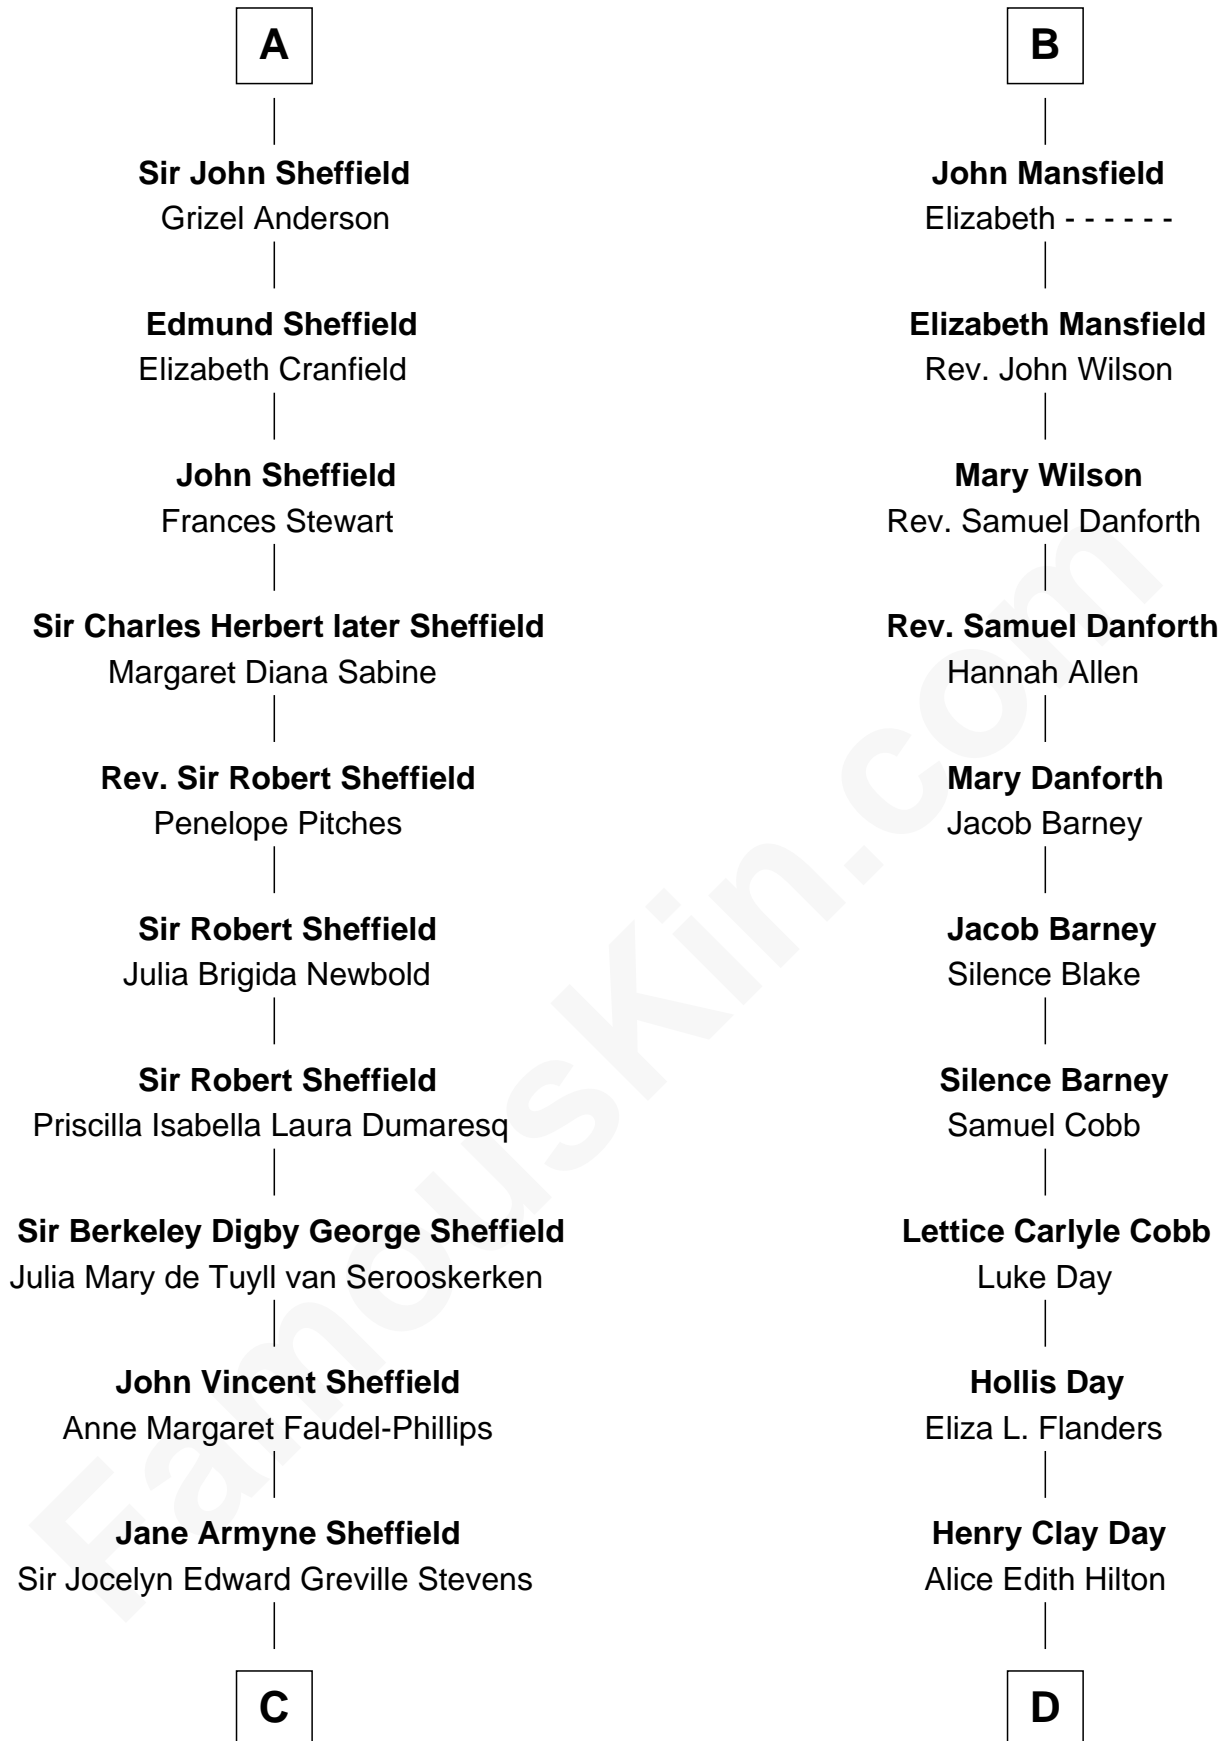 A
Sir John Sheffield
Grizel Anderson
Edmund Sheffield
Elizabeth Cranfield
John Sheffield
Frances Stewart
Sir Charles Herbert later Sheffield
Margaret Diana Sabine
Rev. Sir Robert Sheffield
Penelope Pitches
Sir Robert Sheffield
Julia Brigida Newbold
Sir Robert Sheffield
Priscilla Isabella Laura Dumaresq
Sir Berkeley Digby George Sheffield
Julia Mary de Tuyll van Serooskerken
John Vincent Sheffield
Anne Margaret Faudel-Phillips
Jane Armyne Sheffield
Sir Jocelyn Edward Greville Stevens
C
B
John Mansfield
Elizabeth - - - - - -
Elizabeth Mansfield
Rev. John Wilson
Mary Wilson
Rev. Samuel Danforth
Rev. Samuel Danforth
Hannah Allen
Mary Danforth
Jacob Barney
Jacob Barney
Silence Blake
Silence Barney
Samuel Cobb
Lettice Carlyle Cobb
Luke Day
Hollis Day
Eliza L. Flanders
Henry Clay Day
Alice Edith Hilton
D
FamousKin.com